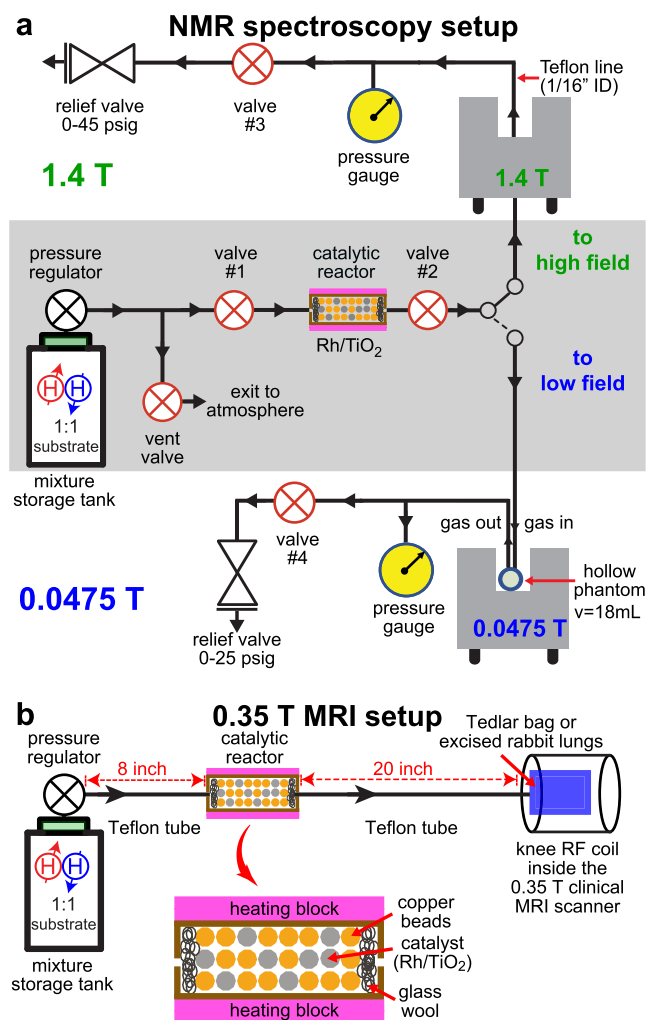 a
NMR spectroscopy setup
relief valve
0-45 psig
valve
#3
pressure
gauge
Teflon line
(1/16” ID)
1.4 T
1.4 T
pressure
regulator
valve
#1
catalytic
reactor
valve
#2
to
high field
Rh/TiO2
H H
1:1
substrate
mixture
storage tank
exit to
atmosphere
vent
valve
to
low field
valve
#4
gas out
gas in
pressure
gauge
hollow
phantom
v=18mL
0.0475 T
0.0475 T
relief valve
0-25 psig
b
0.35 T MRI setup
pressure
regulator
8 inch
catalytic
reactor
20 inch
Tedlar bag or
excised rabbit lungs
Teflon tube
Teflon tube
H H
1:1
substrate
mixture
storage tank
knee RF coil
inside the
0.35 T clinical
MRI scanner
heating block
copper
beads
catalyst
(Rh/TiO2)
glass
wool
heating block